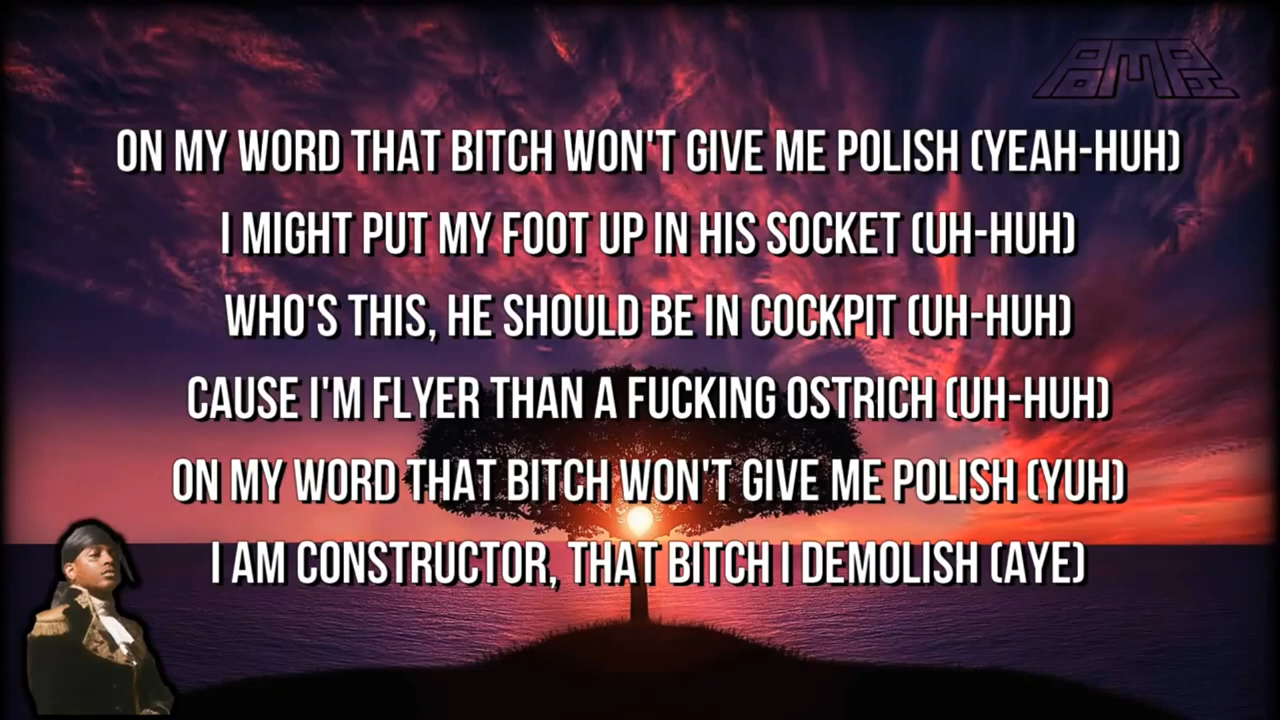 POMPI
ON MY WORD THAT BITCH WON'T GIVE ME POLISH (YEAH-HUH)
I MIGHT PUT MY FOOT UP IN HIS SOCKET (UH-HUH)
WHO'S THIS, HE SHOULD BE IN COCKPIT (UH-HUH)
CAUSE I'M FLYER THAN A FUCKING OSTRICH (UH-HUH)
ON MY WORD THAT BITCH WON'T GIVE ME POLISH (YUH)
I AM CONSTRUCTOR, THAT BITCH I DEMOLISH (AYE)